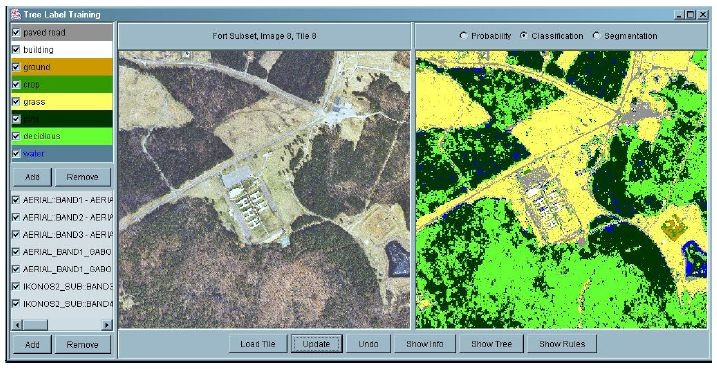 Tree Label Training
paved road
building
ground
crop
grass
decidious
water
Add Remove
AERIAL::BAND1 - AERIA
AERIAL::BAND2 - AERIA
AERIAL::BAND3 - AERIA
AERIAL_BAND1_GABO
AERIAL_BAND1_GABO
IKONOS2_SUB::BAND3
IKONOS2_SUB::BAND4
Add Remove
Fort Subset, Image 8, Tile 8
Probability Classification Segmentation
Load Tile Update Undo Show Info Show Tree Show Rules